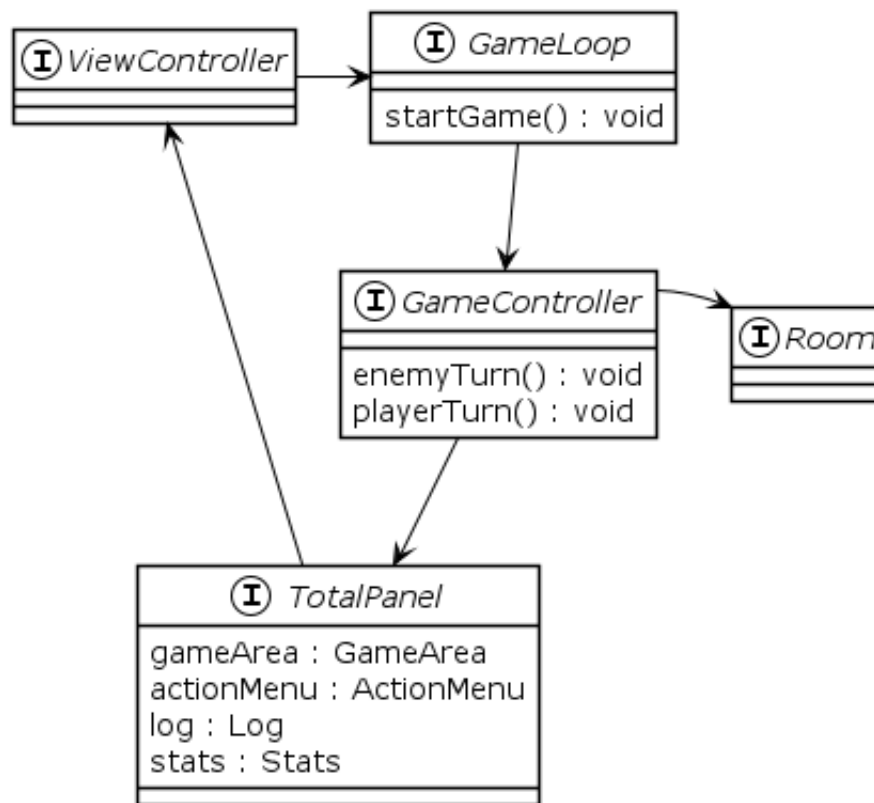 I ViewController
I GameLoop
startGame() : void
I GameController
enemyTurn() : void
playerTurn() : void
I Room
I TotalPanel
gameArea : GameArea
actionMenu : ActionMenu
log : Log
stats : Stats